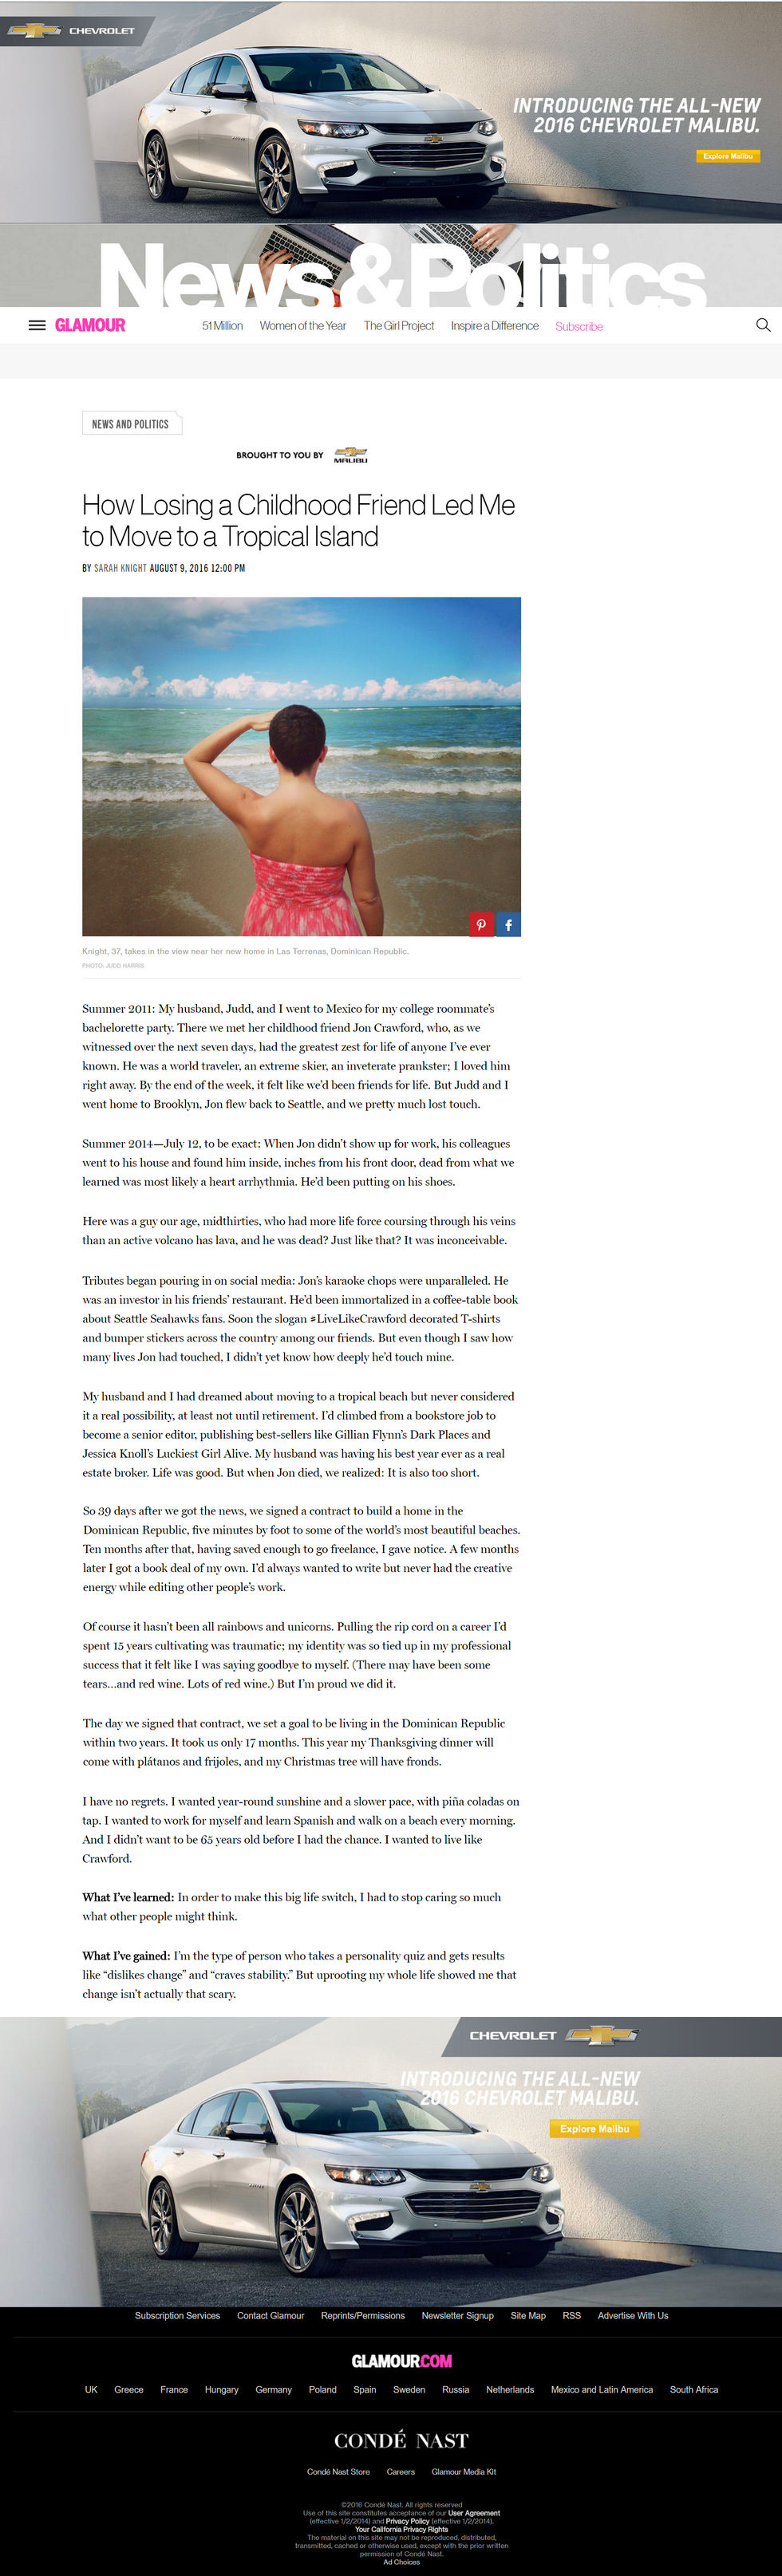 CHEVROLET
INTRODUCING THE ALL-NEW
2016 CHEVROLET MALIBU.
Explore Malibu
News & Politics
GLAMOUR
51 Million Women of the Year The Girl Project Inspire a Difference Subscribe
NEWS AND POLITICS
BROUGHT TO YOU BY MALIBU
How Losing a Childhood Friend Led Me
to Move to a Tropical Island
BY SARAH KNIGHT AUGUST 9, 2016 12:00 PM
Knight, 37, takes in the view near her new home in Las Terrenas, Dominican Republic.
PHOTO: JUDD HARRIS
Summer 2011: My husband, Judd, and I went to Mexico for my college roommate's
bachelorette party. There we met her childhood friend Jon Crawford, who, as we
witnessed over the next seven days, had the greatest zest for life of anyone I've ever
known. He was a world traveler, an extreme skier, an inveterate prankster; I loved him
right away. By the end of the week, it felt like we'd been friends for life. But Judd and I
went home to Brooklyn, Jon flew back to Seattle, and we pretty much lost touch.
Summer 2014—July 12, to be exact: When Jon didn't show up for work, his colleagues
went to his house and found him inside, inches from his front door, dead from what we
learned was most likely a heart arrhythmia. He'd been putting on his shoes.
Here was a guy our age, midthirties, who had more life force coursing through his veins
than an active volcano has lava, and he was dead? Just like that? It was inconceivable.
Tributes began pouring in on social media: Jon's karaoke chops were unparalleled. He
was an investor in his friends' restaurant. He'd been immortalized in a coffee-table book
about Seattle Seahawks fans. Soon the slogan #LiveLikeCrawford decorated T-shirts
and bumper stickers across the country among our friends. But even though I saw how
many lives Jon had touched, I didn't yet know how deeply he'd touch mine.
My husband and I had dreamed about moving to a tropical beach but never considered
it a real possibility, at least not until retirement. I'd climbed from a bookstore job to
become a senior editor, publishing best-sellers like Gillian Flynn's Dark Places and
Jessica Knoll's Luckiest Girl Alive. My husband was having his best year ever as a real
estate broker. Life was good. But when Jon died, we realized: It is also too short.
So 39 days after we got the news, we signed a contract to build a home in the
Dominican Republic, five minutes by foot to some of the world's most beautiful beaches.
Ten months after that, having saved enough to go freelance, I gave notice. A few months
later I got a book deal of my own. I'd always wanted to write but never had the creative
energy while editing other people's work.
Of course it hasn't been all rainbows and unicorns. Pulling the rip cord on a career I'd
spent 15 years cultivating was traumatic; my identity was so tied up in my professional
success that it felt like I was saying goodbye to myself. (There may have been some
tears...and red wine. Lots of red wine.) But I'm proud we did it.
The day we signed that contract, we set a goal to be living in the Dominican Republic
within two years. It took us only 17 months. This year my Thanksgiving dinner will
come with plátanos and frijoles, and my Christmas tree will have fronds.
I have no regrets. I wanted year-round sunshine and a slower pace, with piña coladas on
tap. I wanted to work for myself and learn Spanish and walk on a beach every morning.
And I didn't want to be 65 years old before I had the chance. I wanted to live like
Crawford.
What I've learned: In order to make this big life switch, I had to stop caring so much
what other people might think.
What I've gained: I'm the type of person who takes a personality quiz and gets results
like “dislikes change” and “craves stability.” But uprooting my whole life showed me that
change isn't actually that scary.
CHEVROLET
INTRODUCING THE ALL-NEW
2016 CHEVROLET MALIBU.
Explore Malibu
Subscription Services Contact Glamour Reprints/Permissions Newsletter Signup Site Map RSS Advertise With Us
GLAMOUR.COM
UK Greece France Hungary Germany Poland Spain Sweden Russia Netherlands Mexico and Latin America South Africa
CONDÉ NAST
Condé Nast Store Careers Glamour Media Kit
©2016 Condé Nast. All rights reserved
Use of this site constitutes acceptance of our User Agreement
(effective 1/2/2014) and Privacy Policy (effective 1/2/2014).
Your California Privacy Rights
The material on this site may not be reproduced, distributed,
transmitted, cached or otherwise used, except with the prior written
permission of Condé Nast.
Ad Choices